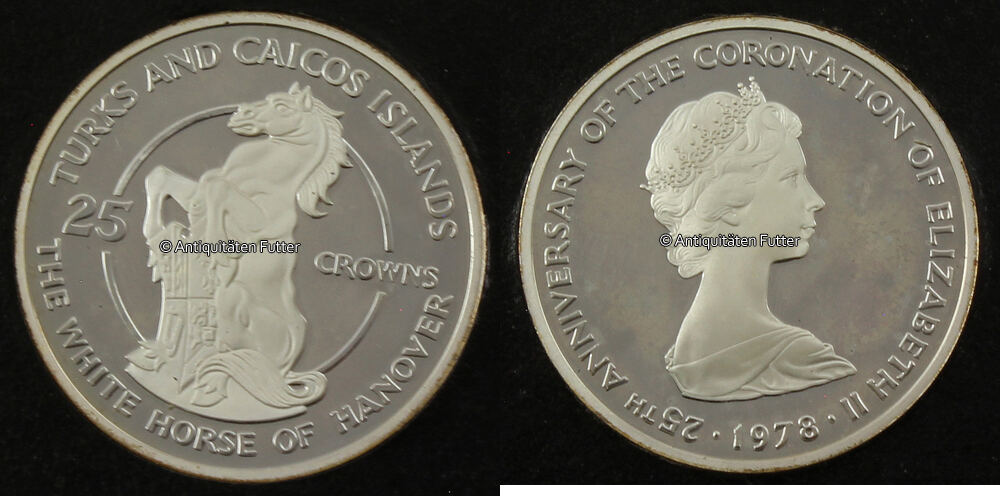 TURKS AND CAICOS ISLANDS
25
CROWNS
THE WHITE HORSE OF HANOVER
© Antiquitäten Futter
25TH ANNIVERSARY OF THE CORONATION OF ELIZABETH II
· 1978 ·
© Antiquitäten Futter